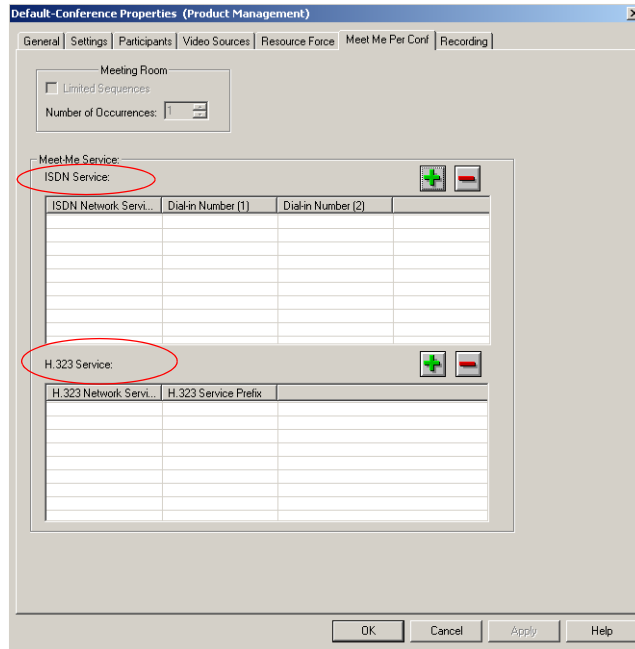 Default-Conference Properties (Product Management)
General Settings Participants Video Sources Resource Force Meet Me Per Conf Recording
Meeting Room
Limited Sequences
Number of Occurrences: 1
Meet-Me Service:
ISDN Service:
ISDN Network Servi... Dial-in Number (1) Dial-in Number (2)
H.323 Service:
H.323 Network Servi... H.323 Service Prefix
OK Cancel Apply Help